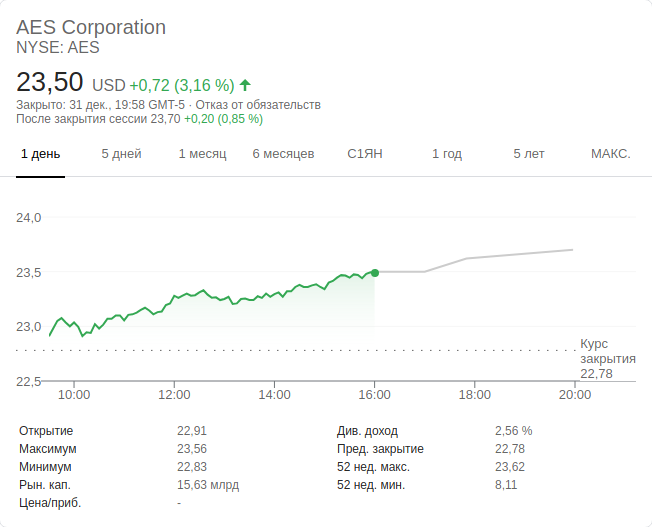 AES Corporation
NYSE: AES
23,50 USD +0,72 (3,16 %)
Закрыто: 31 дек., 19:58 GMT-5 · Отказ от обязательств
После закрытия сессии 23,70 +0,20 (0,85 %)
1 день 5 дней 1 месяц 6 месяцев С1ЯН 1 год 5 лет МАКС.
24,0
23,5
23,0
22,5
Курс
закрытия
22,78
10:00 12:00 14:00 16:00 18:00 20:00
Открытие 22,91 Див. доход 2,56 %
Максимум 23,56 Пред. закрытие 22,78
Минимум 22,83 52 нед. макс. 23,62
Рын. кап. 15,63 млрд 52 нед. мин. 8,11
Цена/приб. -